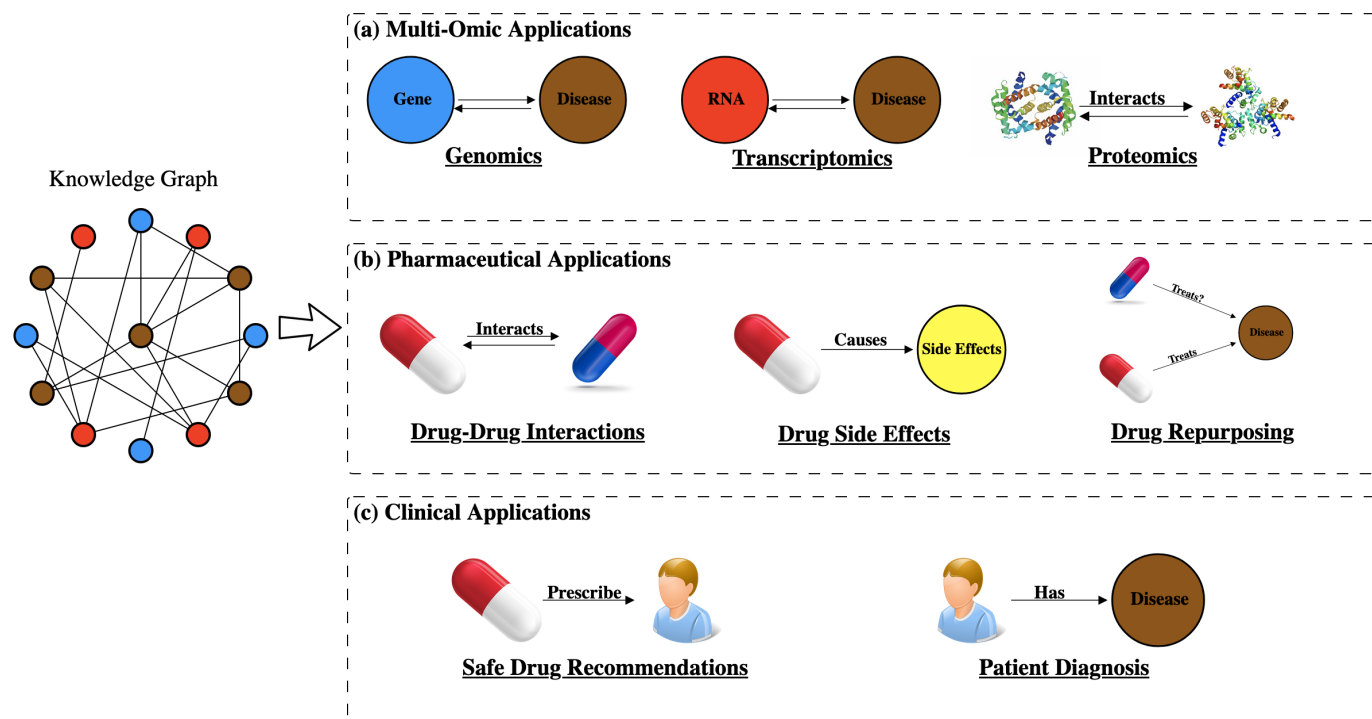 Knowledge Graph
(a) Multi-Omic Applications
Gene
Disease
Genomics
RNA
Disease
Transcriptomics
Interacts
Proteomics
(b) Pharmaceutical Applications
Interacts
Drug-Drug Interactions
Causes
Side Effects
Drug Side Effects
Treats?
Treats
Disease
Drug Repurposing
(c) Clinical Applications
Prescribe
Safe Drug Recommendations
Has
Disease
Patient Diagnosis